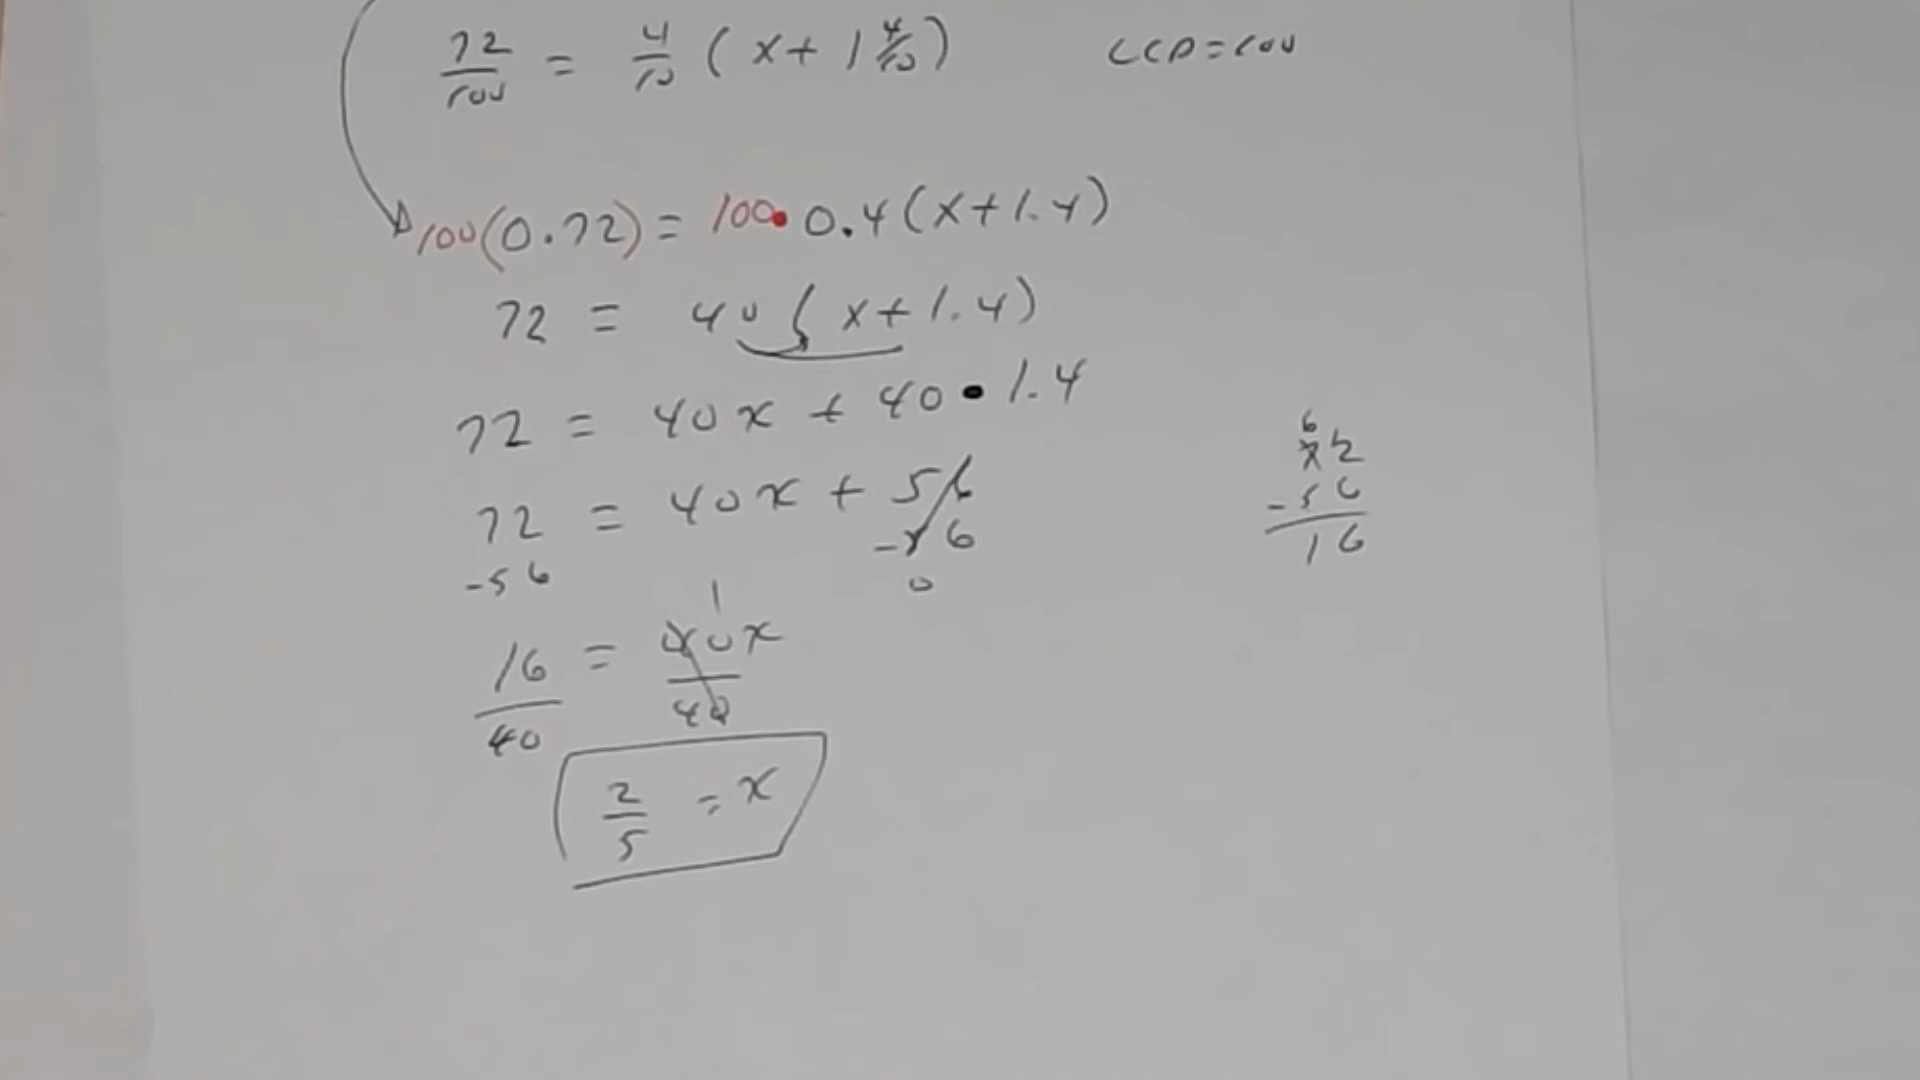 72/100 = 4/10 (x + 1 4/10) LCD = 100
100(0.72) = 100 • 0.4(x + 1.4)
72 = 40(x + 1.4)
72 = 40x + 40 • 1.4
72 = 40x + 56
-56 -56
0
16/40 = 40x/40
1
2/5 = x
6
72
-56
16